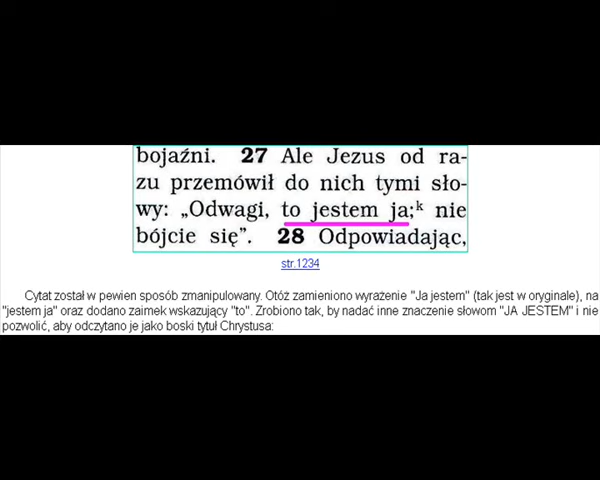 bojaźni. 27 Ale Jezus od ra-
zu przemówił do nich tymi sło-
wy: „Odwagi, to jestem ja;ᵏ nie
bójcie się”. 28 Odpowiadając,
str.1234
Cytat został w pewien sposób zmanipulowany. Otóż zamieniono wyrażenie "Ja jestem" (tak jest w oryginale), na
"jestem ja" oraz dodano zaimek wskazujący "to". Zrobiono tak, by nadać inne znaczenie słowom "JA JESTEM" i nie
pozwolić, aby odczytano je jako boski tytuł Chrystusa: